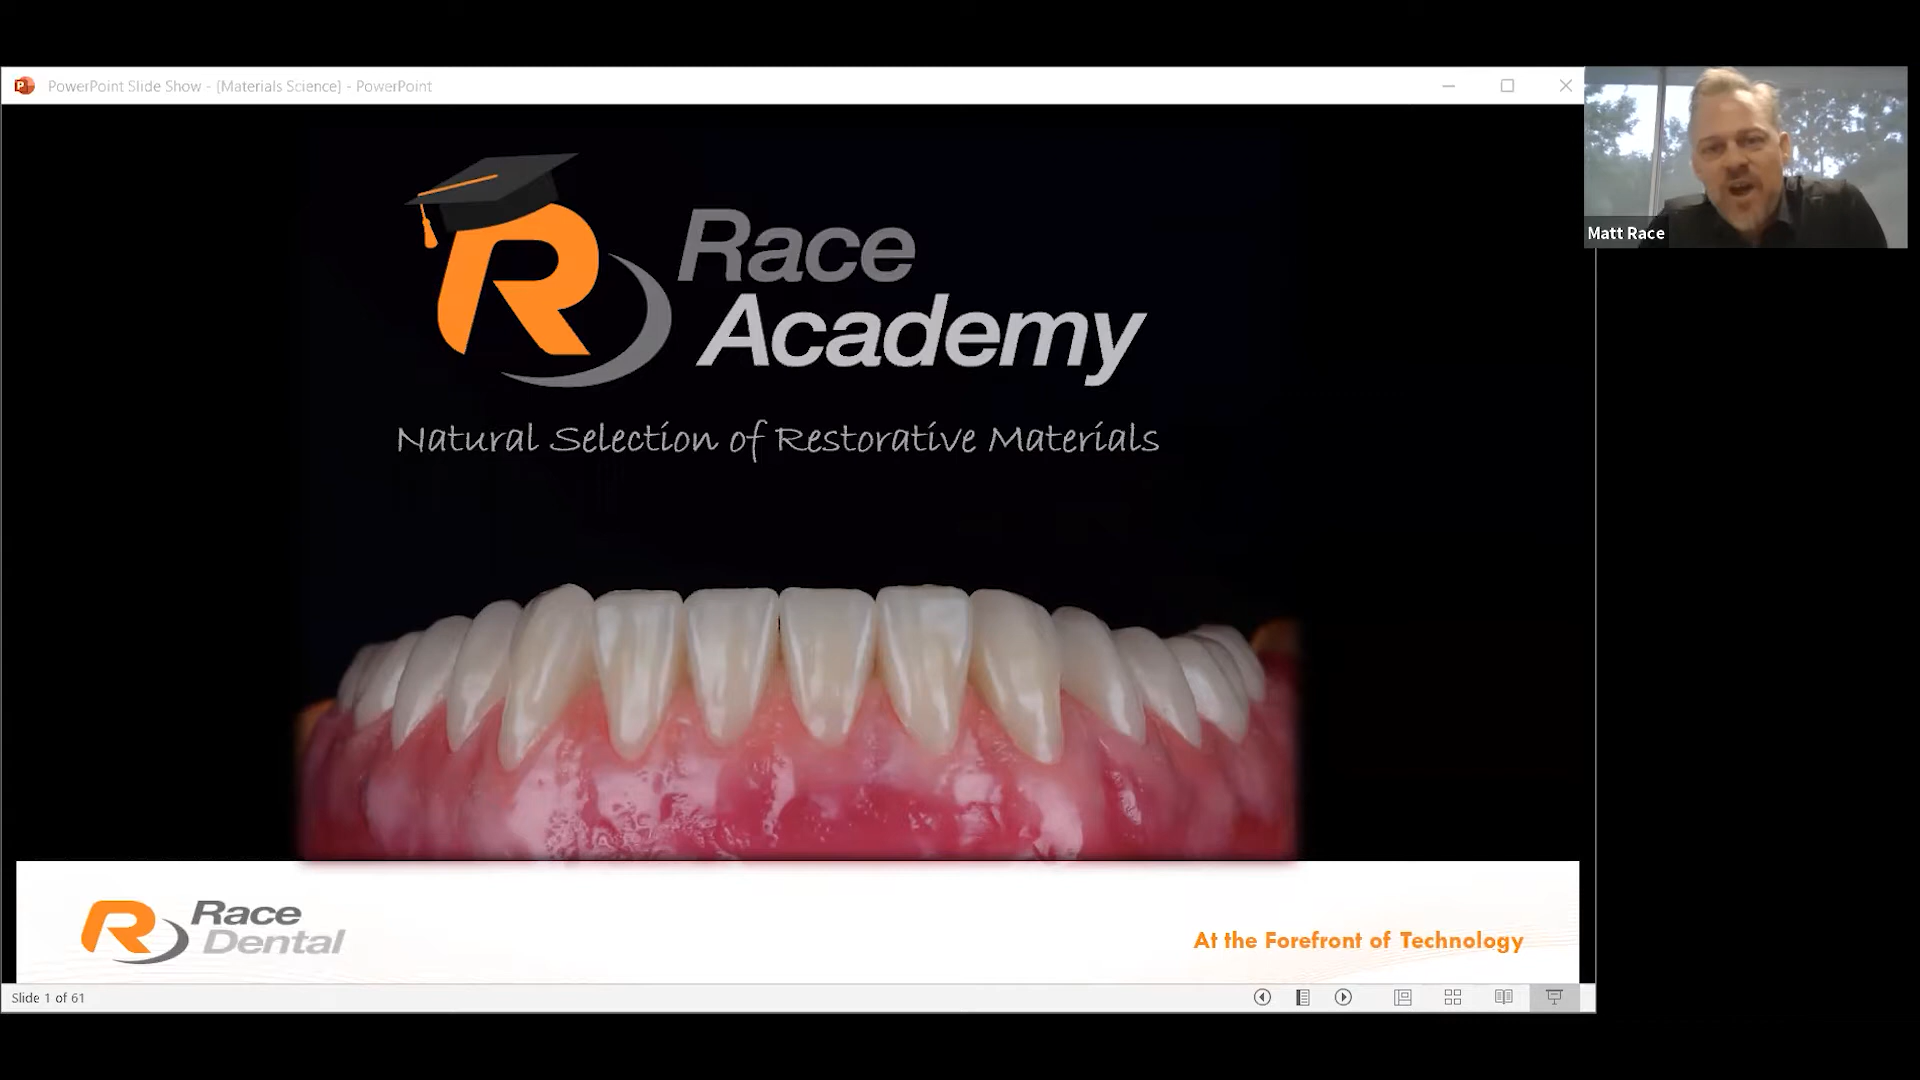 PowerPoint Slide Show - [Materials Science] - PowerPoint
Matt Race
Race
Academy
Natural Selection of Restorative Materials
Race
Dental
At the Forefront of Technology
Slide 1 of 61